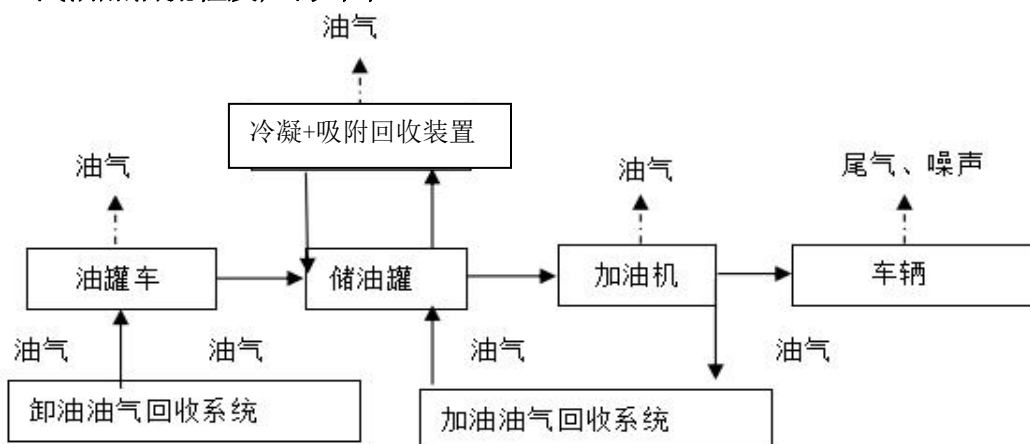 油气
冷凝+吸附回收装置
油气
油气
尾气、噪声
油罐车
储油罐
加油机
车辆
油气
油气
油气
油气
卸油油气回收系统
加油油气回收系统